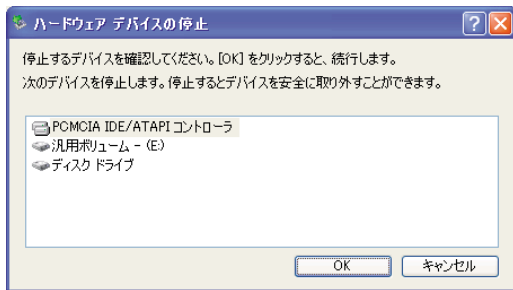 ハードウェア デバイスの停止
停止するデバイスを確認してください。[OK] をクリックすると、続行します。
次のデバイスを停止します。停止するとデバイスを安全に取り外すことができます。
PCMCIA IDE/ATAPI コントローラ
汎用ボリューム - (E:)
ディスク ドライブ
OK キャンセル